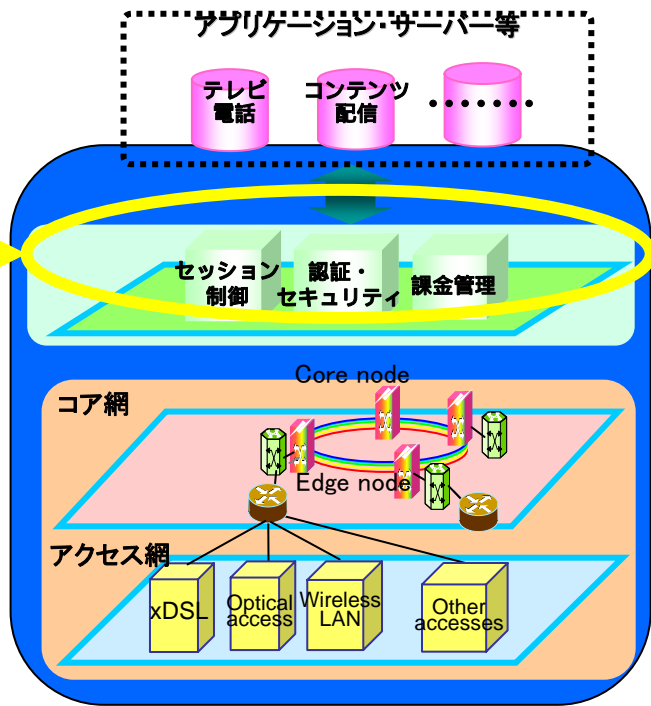 アプリケーション・サーバー等
テレビ
電話
コンテンツ
配信
・・・・・・・
セッション
制御
認証・
セキュリティ
課金管理
コア網
Core node
Edge node
アクセス網
xDSL
Optical
access
Wireless
LAN
Other
accesses